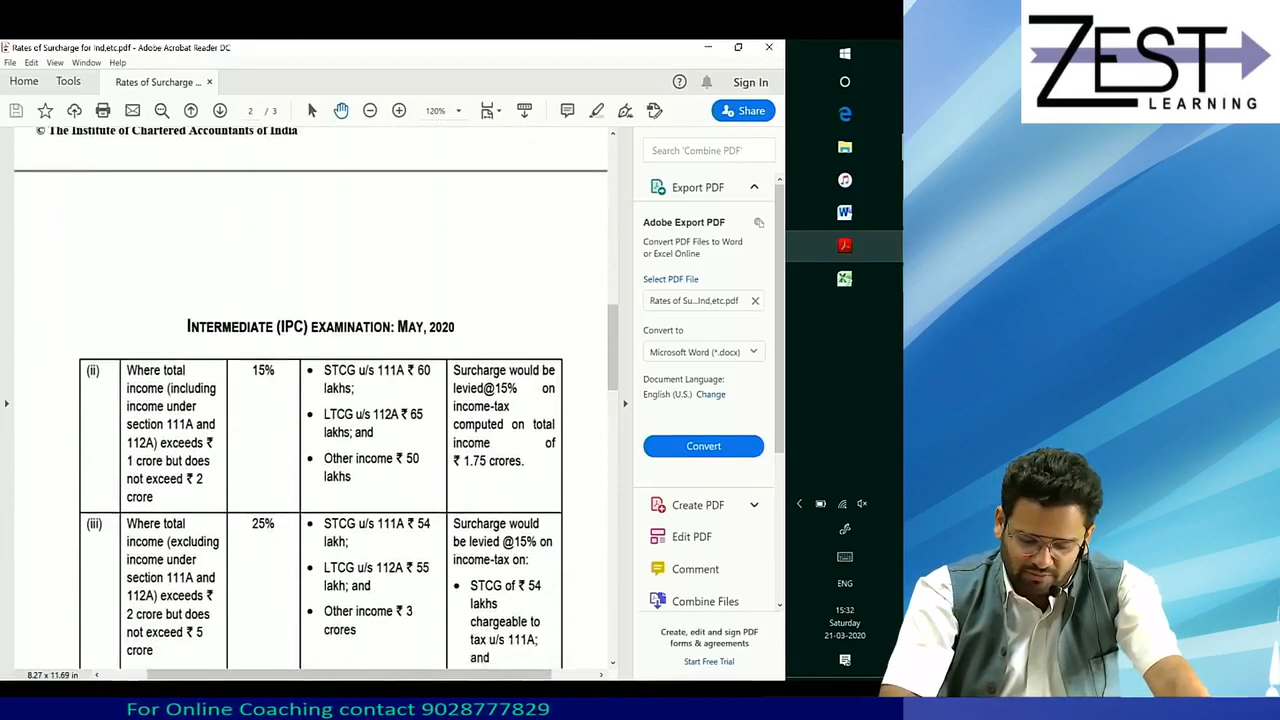 Rates of Surcharge for Ind,etc.pdf - Adobe Acrobat Reader DC
File Edit View Window Help
Home Tools Rates of Surcharge ... × Sign In
2 / 3 120% Share
© The Institute of Chartered Accountants of India
INTERMEDIATE (IPC) EXAMINATION: MAY, 2020
(ii)
Where total
income (including
income under
section 111A and
112A) exceeds ₹
1 crore but does
not exceed ₹ 2
crore
15%
• STCG u/s 111A ₹ 60
lakhs;
• LTCG u/s 112A ₹ 65
lakhs; and
• Other income ₹ 50
lakhs
Surcharge would be
levied@15% on
income-tax
computed on total
income of
₹ 1.75 crores.
(iii)
Where total
income (excluding
income under
section 111A and
112A) exceeds ₹
2 crore but does
not exceed ₹ 5
crore
25%
• STCG u/s 111A ₹ 54
lakh;
• LTCG u/s 112A ₹ 55
lakh; and
• Other income ₹ 3
crores
Surcharge would
be levied @15% on
income-tax on:
• STCG of ₹ 54
lakhs
chargeable to
tax u/s 111A;
and
8.27 x 11.69 in
Search 'Combine PDF'
Export PDF
Adobe Export PDF
Convert PDF Files to Word
or Excel Online
Select PDF File
Rates of Su...Ind,etc.pdf
Convert to
Microsoft Word (*.docx)
Document Language:
English (U.S.) Change
Convert
Create PDF
Edit PDF
Comment
Combine Files
Create, edit and sign PDF
forms & agreements
Start Free Trial
ENG
15:32
Saturday
21-03-2020
ZEST
LEARNING
For Online Coaching contact 9028777829